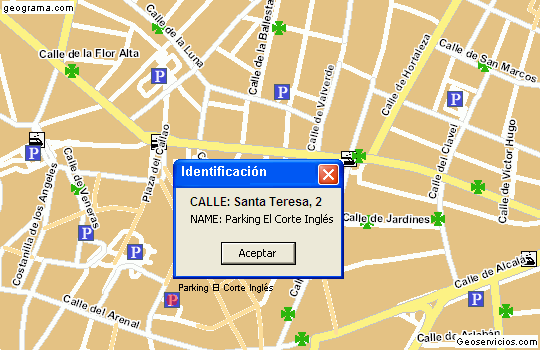 geograma.com
Calle de la Luna
Calle de la Flor Alta
Calle de la Ballesta
Calle de Valverde
Calle de Hortaleza
Calle de San Marcos
P
P
P
P
Calle de Veneras
Plaza del Callao
Costanilla de los Angeles
Calle del Clavel
Calle de Víctor Hugo
Identificación
CALLE: Santa Teresa, 2
NAME: Parking El Corte Inglés
Aceptar
Calle de Jardines
P
P
P
Calle de Alcala
P
P
Parking El Corte Inglés
Calle del Arenal
Calle de Arlabán
Geoservicios.com